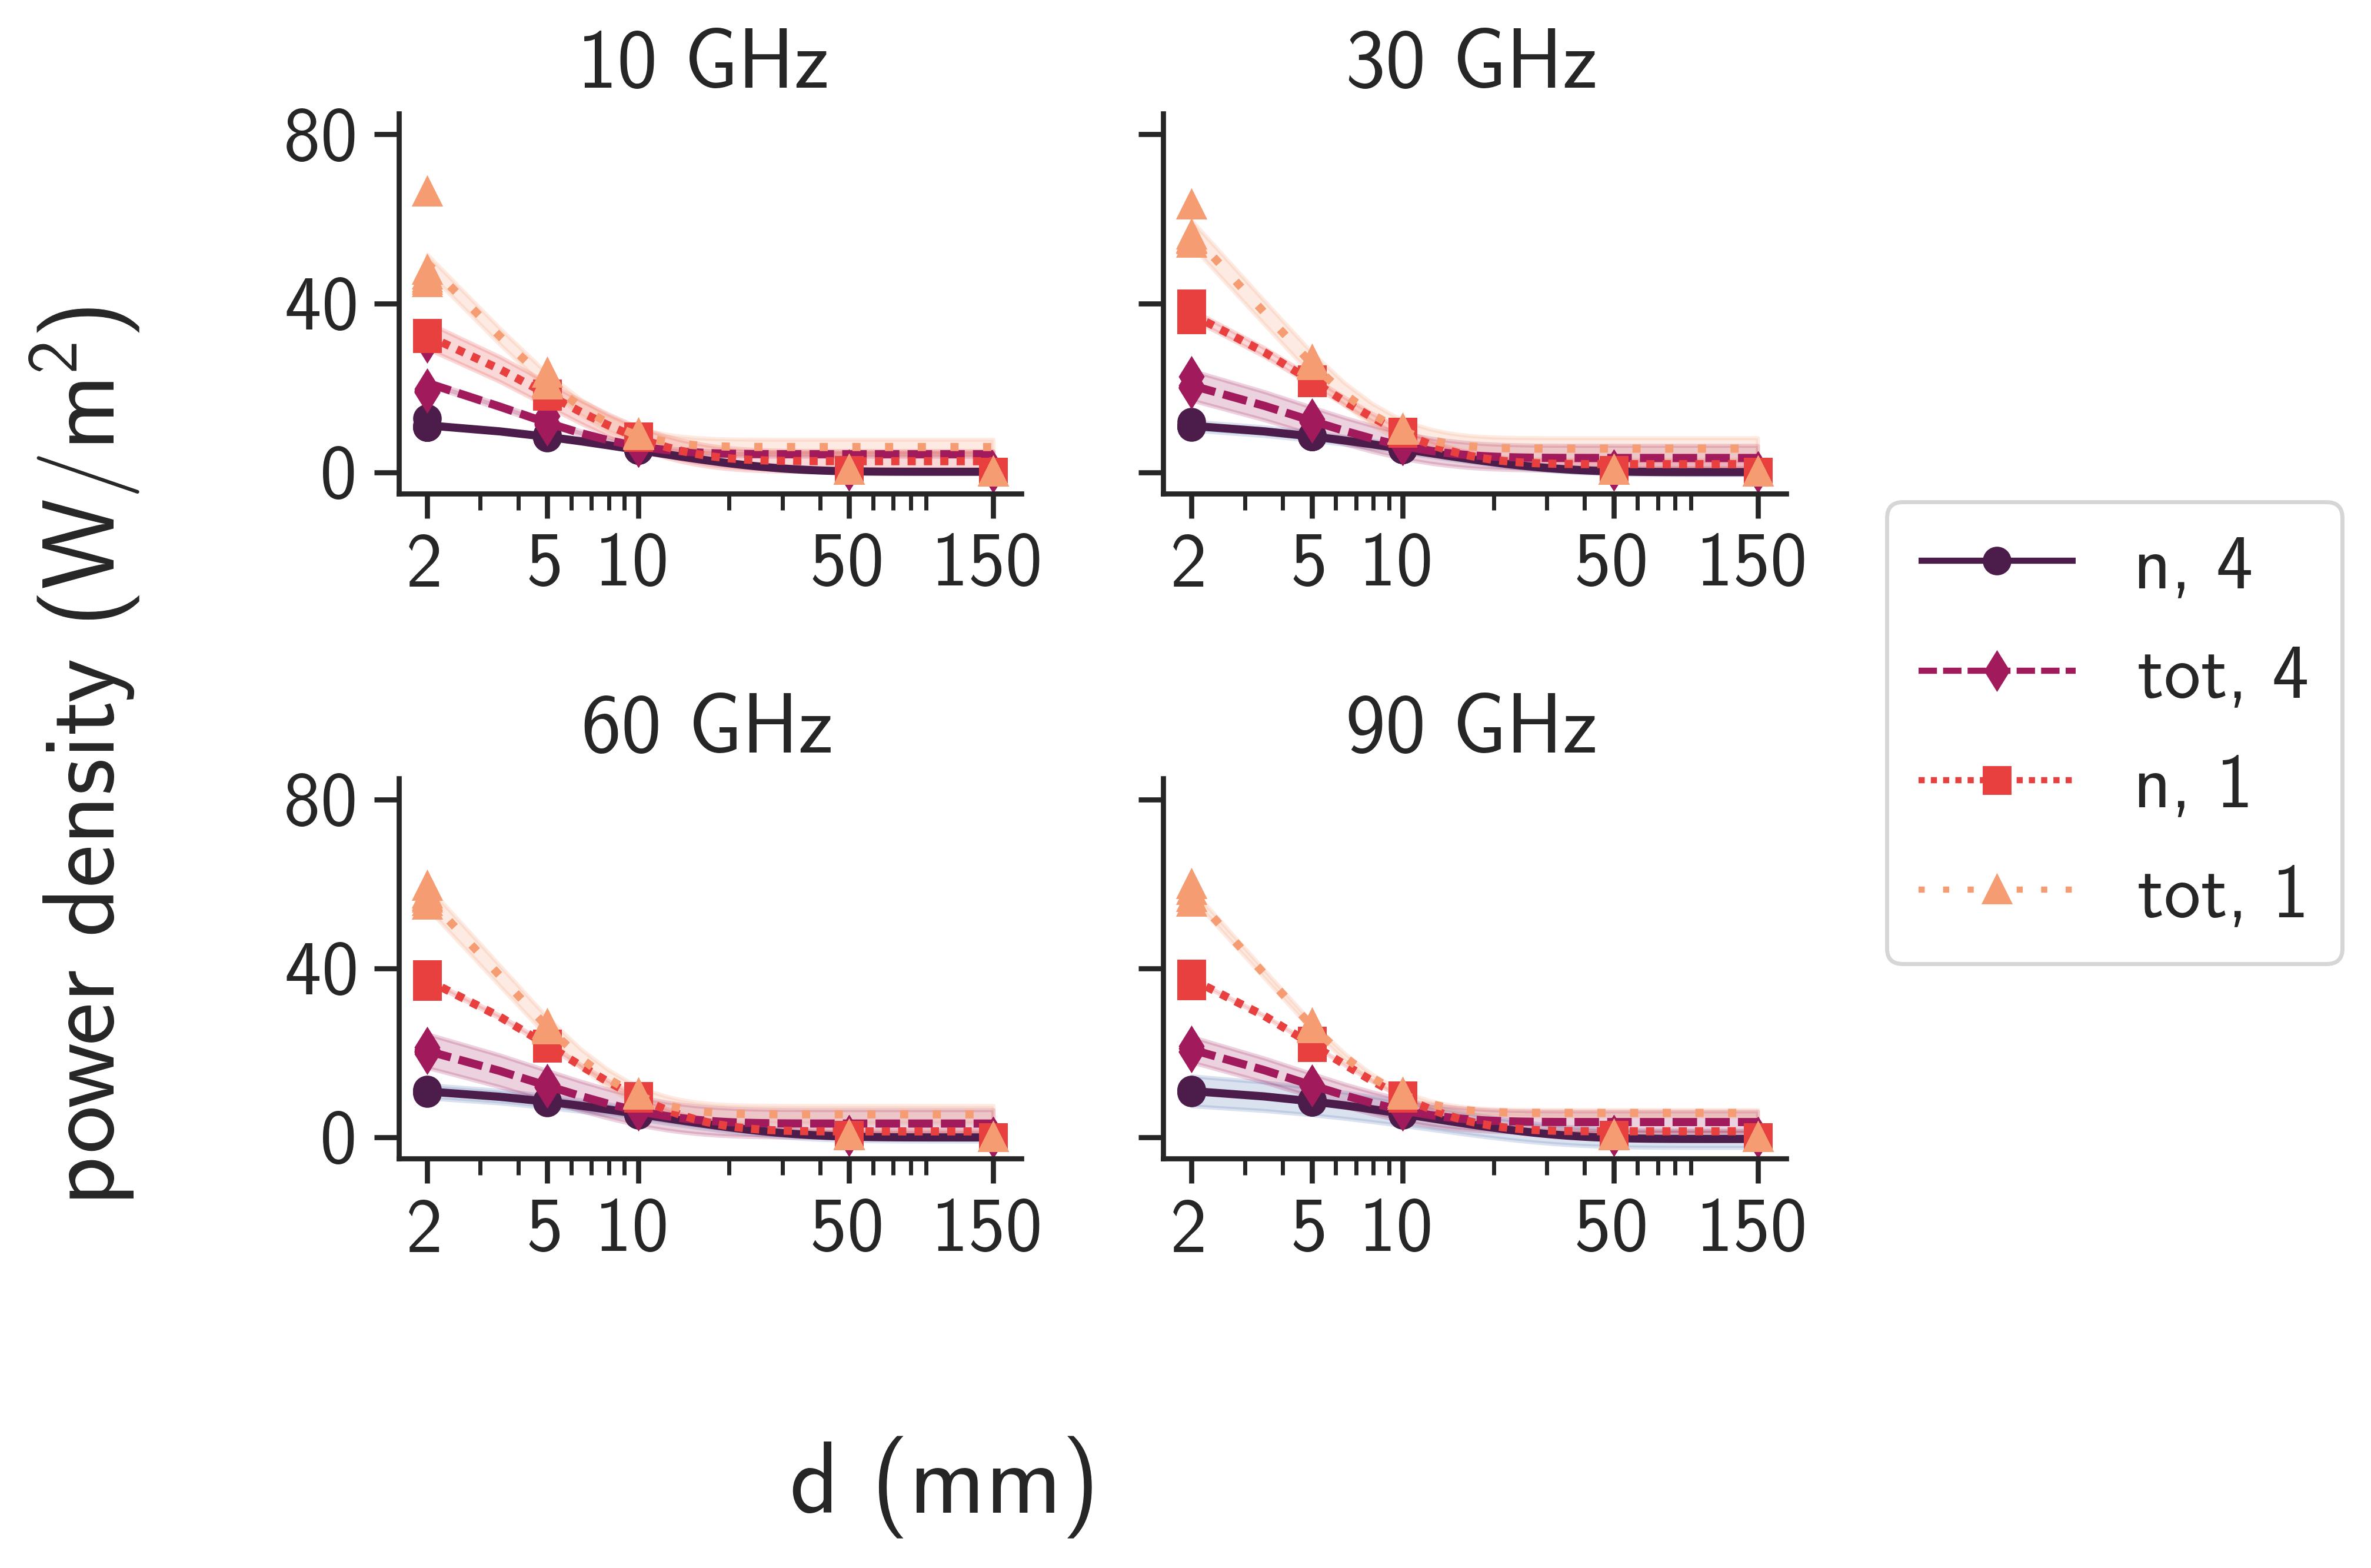 10 GHz
30 GHz
80
40
0
2 5 10 50 150
2 5 10 50 150
power density (W/m²)
60 GHz
90 GHz
80
40
0
2 5 10 50 150
2 5 10 50 150
d (mm)
n, 4
tot, 4
n, 1
tot, 1